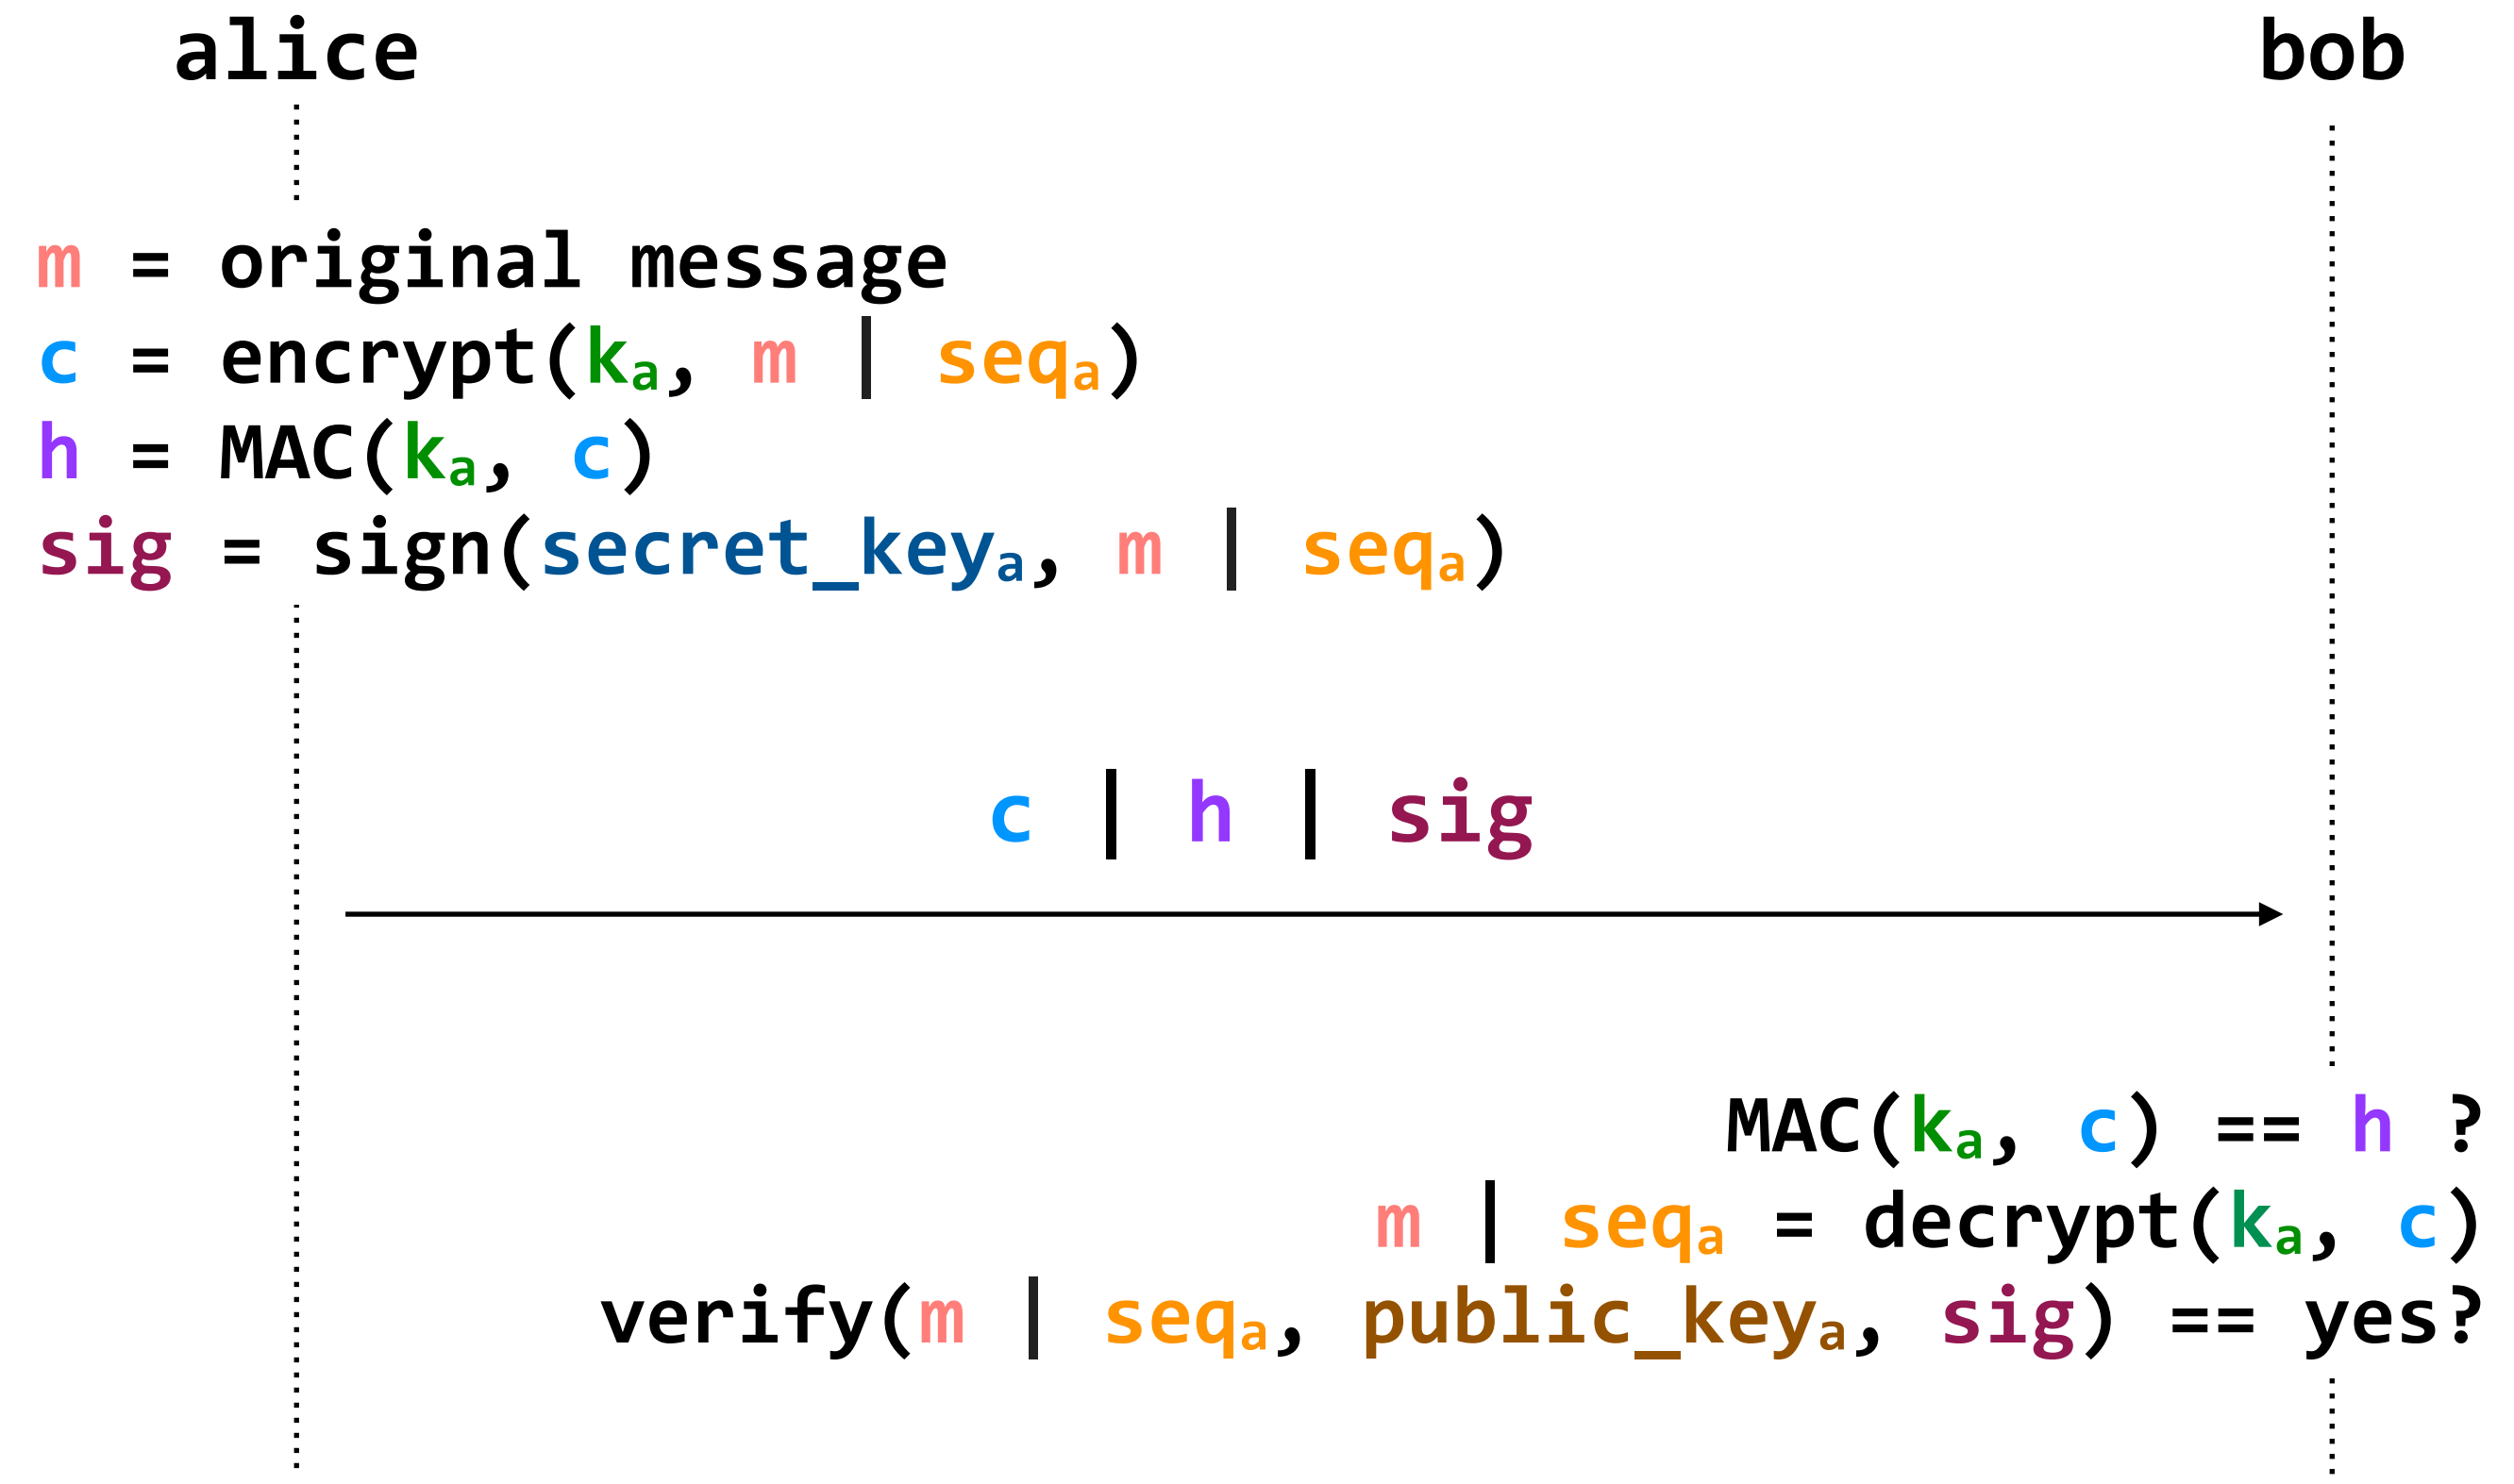 alice bob
m = original message
c = encrypt(kₐ, m | seqₐ)
h = MAC(kₐ, c)
sig = sign(secret_keyₐ, m | seqₐ)
c | h | sig
MAC(kₐ, c) == h ?
m | seqₐ = decrypt(kₐ, c)
verify(m | seqₐ, public_keyₐ, sig) == yes?